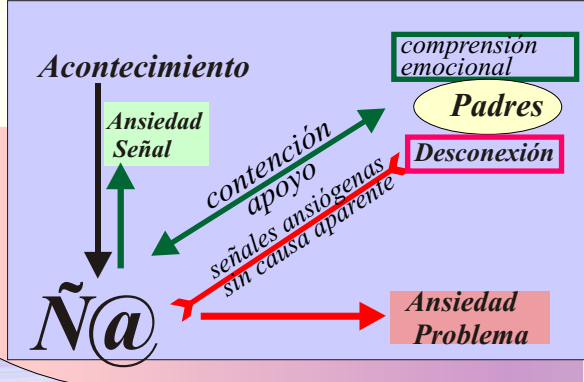 Acontecimiento
comprensión
emocional
Padres
Ansiedad
Señal
Desconexión
contención
apoyo
señales ansiógenas
sin causa aparente
Ñ@
Ansiedad
Problema